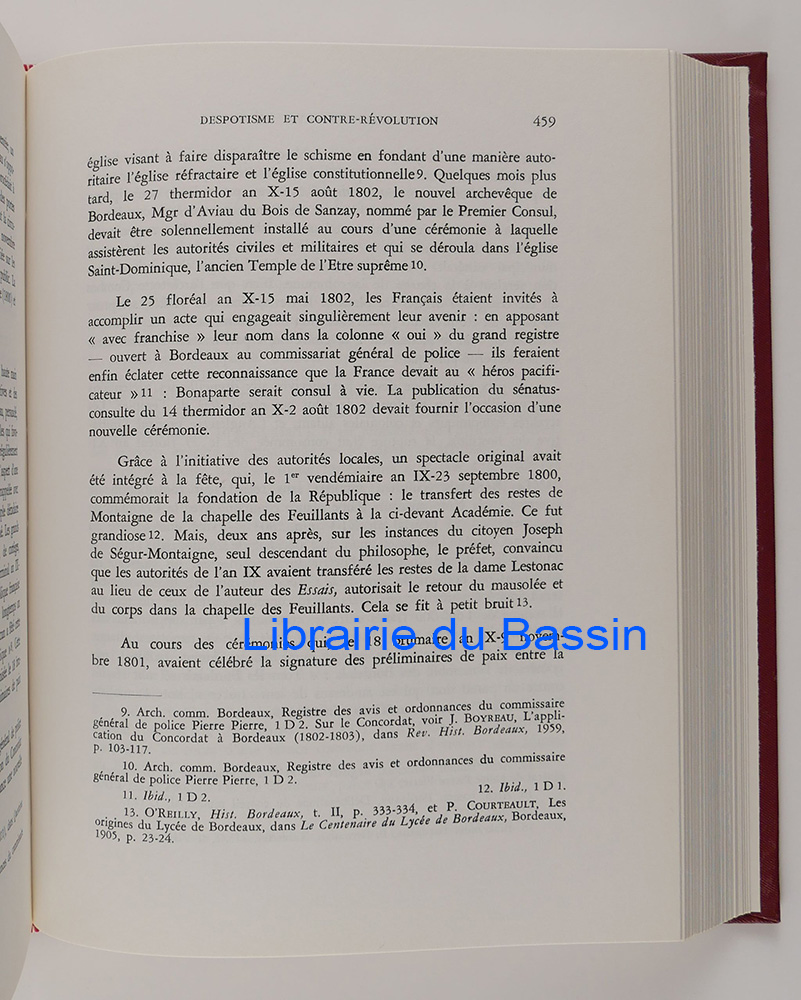 DESPOTISME ET CONTRE-RÉVOLUTION 459
église visant à faire disparaître le schisme en fondant d'une manière auto-
ritaire l'église réfractaire et l'église constitutionnelle9. Quelques mois plus
tard, le 27 thermidor an X-15 août 1802, le nouvel archevêque de
Bordeaux, Mgr d'Aviau du Bois de Sanzay, nommé par le Premier Consul,
devait être solennellement installé au cours d'une cérémonie à laquelle
assistèrent les autorités civiles et militaires et qui se déroula dans l'église
Saint-Dominique, l'ancien Temple de l'Etre suprême10.
Le 25 floréal an X-15 mai 1802, les Français étaient invités à
accomplir un acte qui engageait singulièrement leur avenir : en apposant
« avec franchise » leur nom dans la colonne « oui » du grand registre
— ouvert à Bordeaux au commissariat général de police — ils feraient
enfin éclater cette reconnaissance que la France devait au « héros pacifi-
cateur »11 : Bonaparte serait consul à vie. La publication du sénatus-
consulte du 14 thermidor an X-2 août 1802 devait fournir l'occasion d'une
nouvelle cérémonie.
Grâce à l'initiative des autorités locales, un spectacle original avait
été intégré à la fête, qui, le 1er vendémiaire an IX-23 septembre 1800,
commémorait la fondation de la République : le transfert des restes de
Montaigne de la chapelle des Feuillants à la ci-devant Académie. Ce fut
grandiose12. Mais, deux ans après, sur les instances du citoyen Joseph
de Ségur-Montaigne, seul descendant du philosophe, le préfet, convaincu
que les autorités de l'an IX avaient transféré les restes de la dame Lestonac
au lieu de ceux de l'auteur des Essais, autorisait le retour du mausolée et
du corps dans la chapelle des Feuillants. Cela se fit à petit bruit13.
Au cours des cérémonies qui, le 18 brumaire an X-9 novem-
bre 1801, avaient célébré la signature des préliminaires de paix entre la
Librairie du Bassin
9. Arch. comm. Bordeaux, Registre des avis et ordonnances du commissaire
général de police Pierre Pierre, 1 D 2. Sur le Concordat, voir J. BOYREAU, L'appli-
cation du Concordat à Bordeaux (1802-1803), dans Rev. Hist. Bordeaux, 1959,
p. 103-117.
10. Arch. comm. Bordeaux, Registre des avis et ordonnances du commissaire
général de police Pierre Pierre, 1 D 2.
11. Ibid., 1 D 2. 12. Ibid., 1 D 1.
13. O'REILLY, Hist. Bordeaux, t. II, p. 333-334, et P. COURTEAULT, Les
origines du Lycée de Bordeaux, dans Le Centenaire du Lycée de Bordeaux, Bordeaux,
1905, p. 23-24.